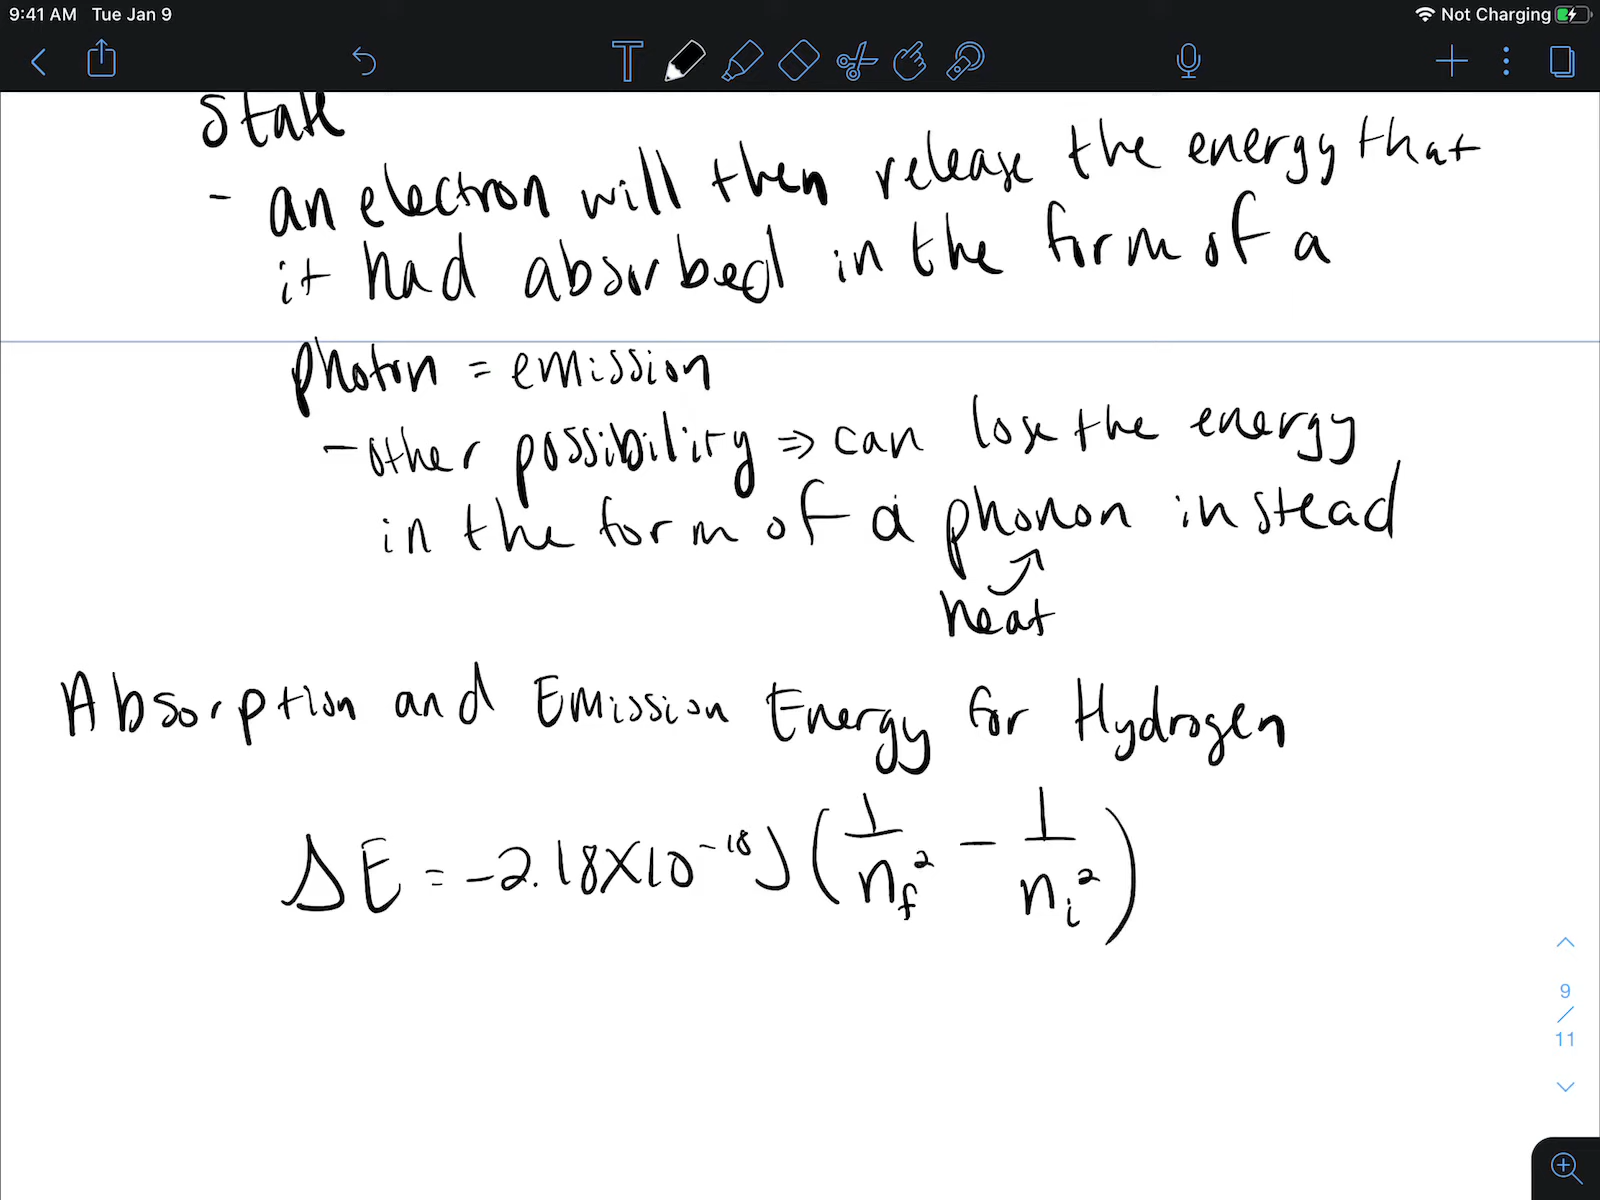 9:41 AM Tue Jan 9 Not Charging
T
State
- an electron will then release the energy that
it had absorbed in the form of a
photon = emission
- other possibility ⇒ can lose the energy
in the form of a phonon instead
heat
Absorption and Emission Energy for Hydrogen
ΔE = -2.18X10⁻¹⁸J (1/n_f² - 1/n_i²)
9
/
11